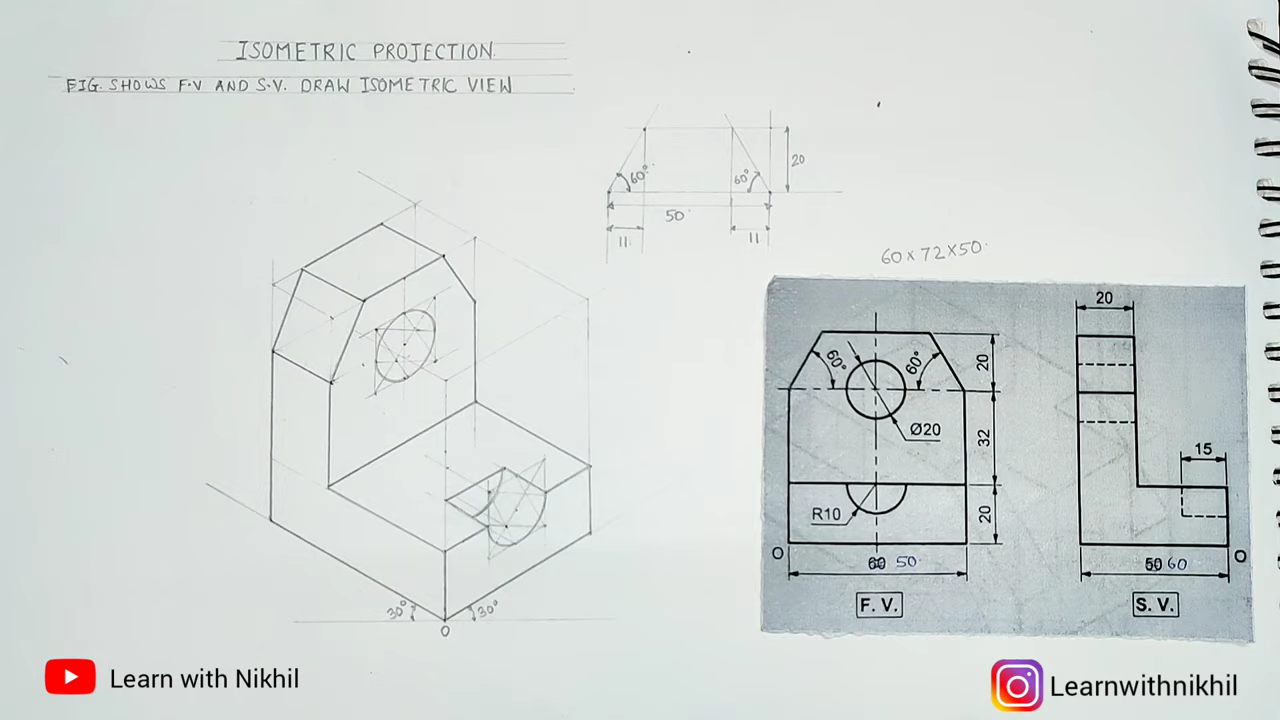 ISOMETRIC PROJECTION.
FIG. SHOWS F.V AND S.V. DRAW ISOMETRIC VIEW
60°
60°
20
50
11
11
60×72×50
20
60°
60°
20
Ø20
32
15
R10
20
O
60 50
50 60
O
F. V.
S. V.
30°
30°
O
Learn with Nikhil
Learnwithnikhil